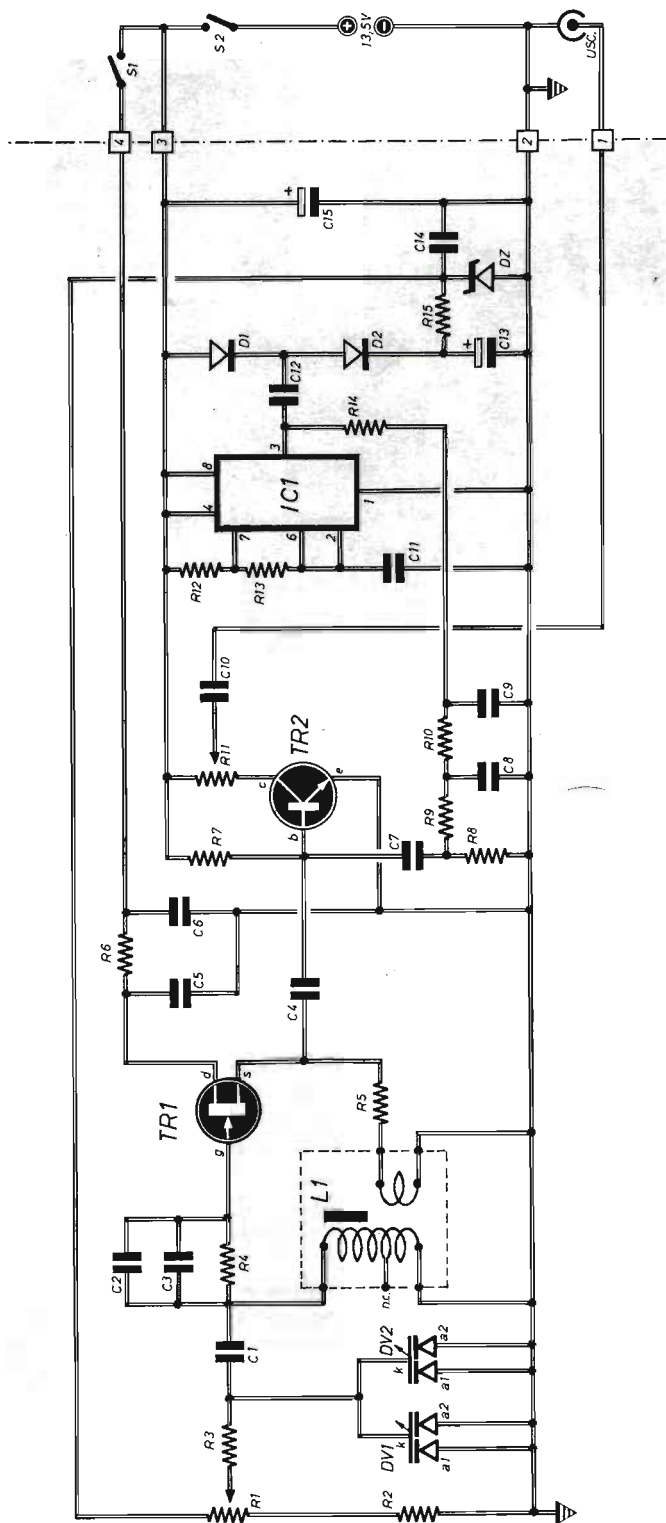 S1
S2
13,5V
USC.
4
3
2
1
+
C15
C14
DZ
R15
D1
D2
+
C13
C12
R14
3
8
4
IC1
1
7
6
2
R12
R13
C11
C10
R11
c
TR2
e
b
R7
C7
R10
C9
R9
C8
R8
R6
C6
C5
C4
d
s
TR1
g
R5
L1
n.c.
C2
C3
R4
C1
DV2
k
a2
a1
DV1
k
a2
a1
R3
R1
R2